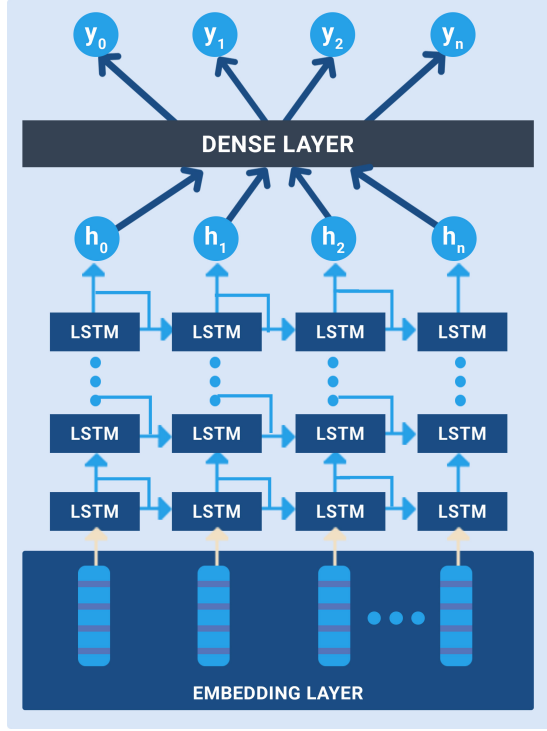 y0 y1 y2 yn
DENSE LAYER
h0 h1 h2 hn
LSTM LSTM LSTM LSTM
LSTM LSTM LSTM LSTM
LSTM LSTM LSTM LSTM
EMBEDDING LAYER